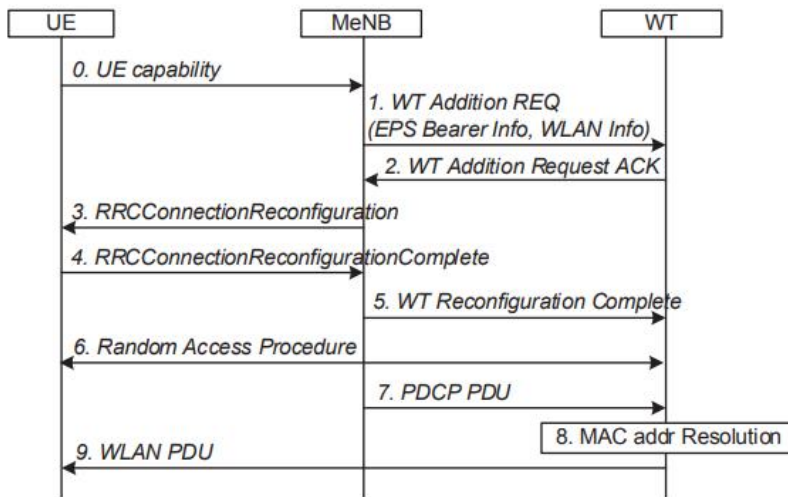 UE MeNB WT
0. UE capability
1. WT Addition REQ
(EPS Bearer Info, WLAN Info)
2. WT Addition Request ACK
3. RRCConnectionReconfiguration
4. RRCConnectionReconfigurationComplete
5. WT Reconfiguration Complete
6. Random Access Procedure
7. PDCP PDU
8. MAC addr Resolution
9. WLAN PDU